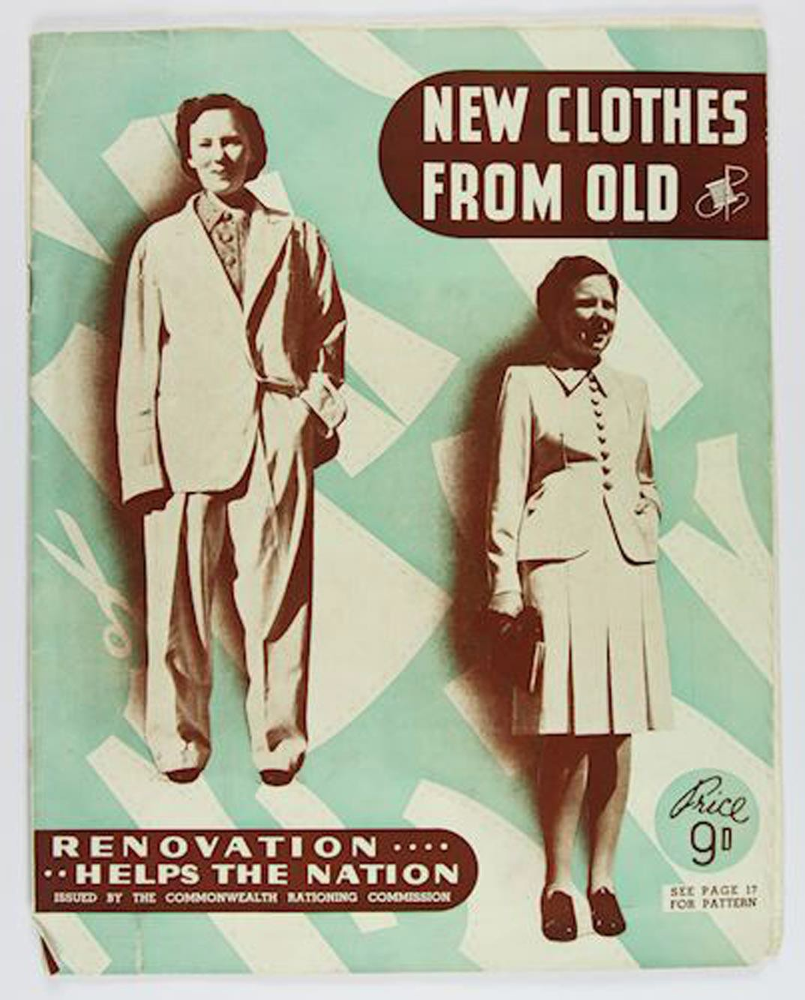 NEW CLOTHES
FROM OLD
RENOVATION ....
..HELPS THE NATION
ISSUED BY THE COMMONWEALTH RATIONING COMMISSION
Price
9D
SEE PAGE 17
FOR PATTERN